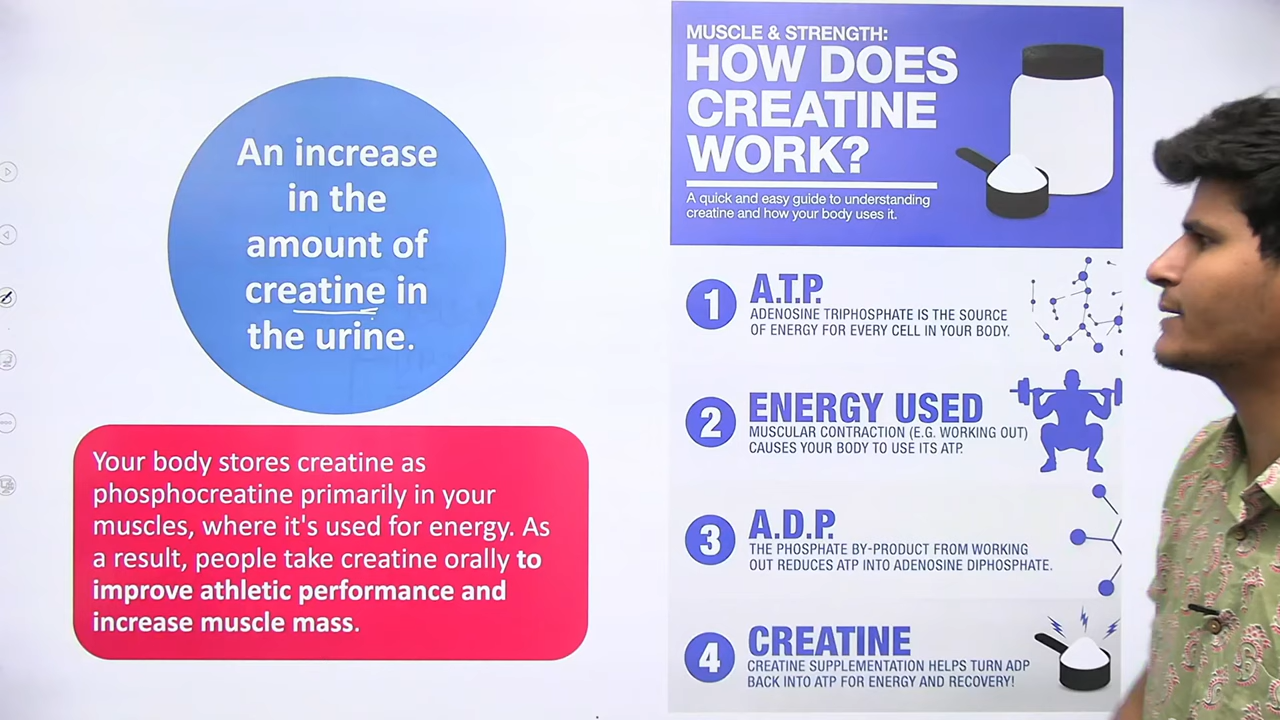 An increase
in the
amount of
creatine in
the urine.
Your body stores creatine as
phosphocreatine primarily in your
muscles, where it's used for energy. As
a result, people take creatine orally to
improve athletic performance and
increase muscle mass.
MUSCLE & STRENGTH:
HOW DOES
CREATINE
WORK?
A quick and easy guide to understanding
creatine and how your body uses it.
1
A.T.P.
ADENOSINE TRIPHOSPHATE IS THE SOURCE
OF ENERGY FOR EVERY CELL IN YOUR BODY.
2
ENERGY USED
MUSCULAR CONTRACTION (E.G. WORKING OUT)
CAUSES YOUR BODY TO USE ITS ATP.
3
A.D.P.
THE PHOSPHATE BY-PRODUCT FROM WORKING
OUT REDUCES ATP INTO ADENOSINE DIPHOSPHATE.
4
CREATINE
CREATINE SUPPLEMENTATION HELPS TURN ADP
BACK INTO ATP FOR ENERGY AND RECOVERY!